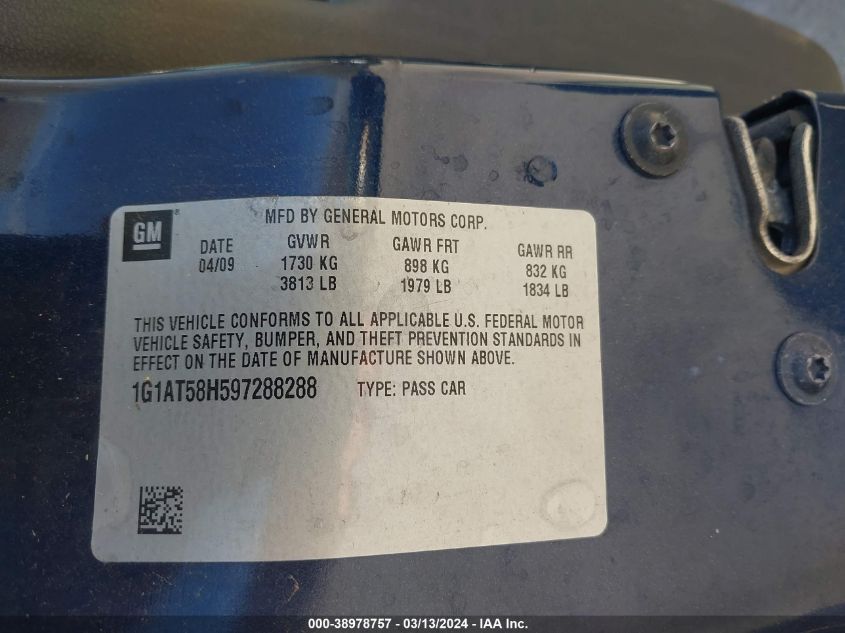 GM ®
MFD BY GENERAL MOTORS CORP.
DATE GVWR GAWR FRT GAWR RR
04/09 1730 KG 898 KG 832 KG
3813 LB 1979 LB 1834 LB
THIS VEHICLE CONFORMS TO ALL APPLICABLE U.S. FEDERAL MOTOR
VEHICLE SAFETY, BUMPER, AND THEFT PREVENTION STANDARDS IN
EFFECT ON THE DATE OF MANUFACTURE SHOWN ABOVE.
1G1AT58H597288288 TYPE: PASS CAR
000-38978757 - 03/13/2024 - IAA Inc.